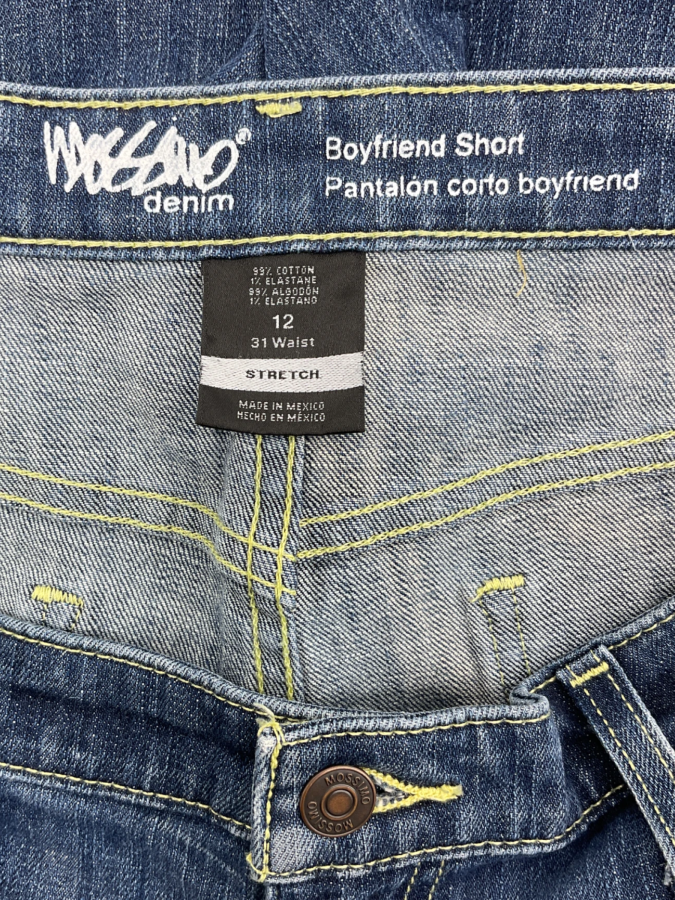 Mossimo®
denim
Boyfriend Short
Pantalón corto boyfriend
99% COTTON
1% ELASTANE
99% ALGODÓN
1% ELASTANO
12
31 Waist
STRETCH
MADE IN MEXICO
HECHO EN MÉXICO
MOSSIMO
MOSSIMO